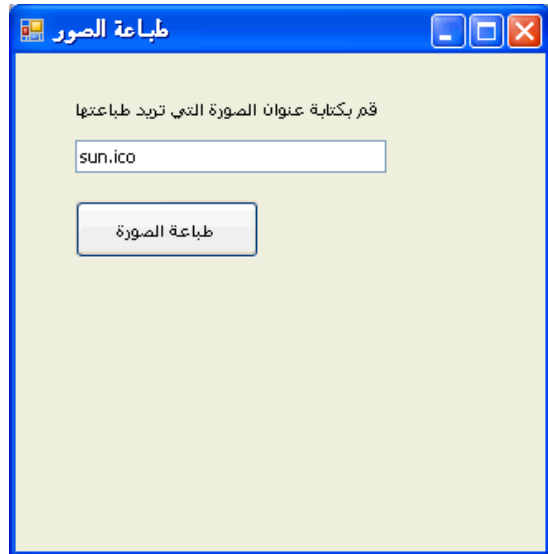 طباعة الصور
قم بكتابة عنوان الصورة التي تريد طباعتها
sun.ico
طباعة الصورة